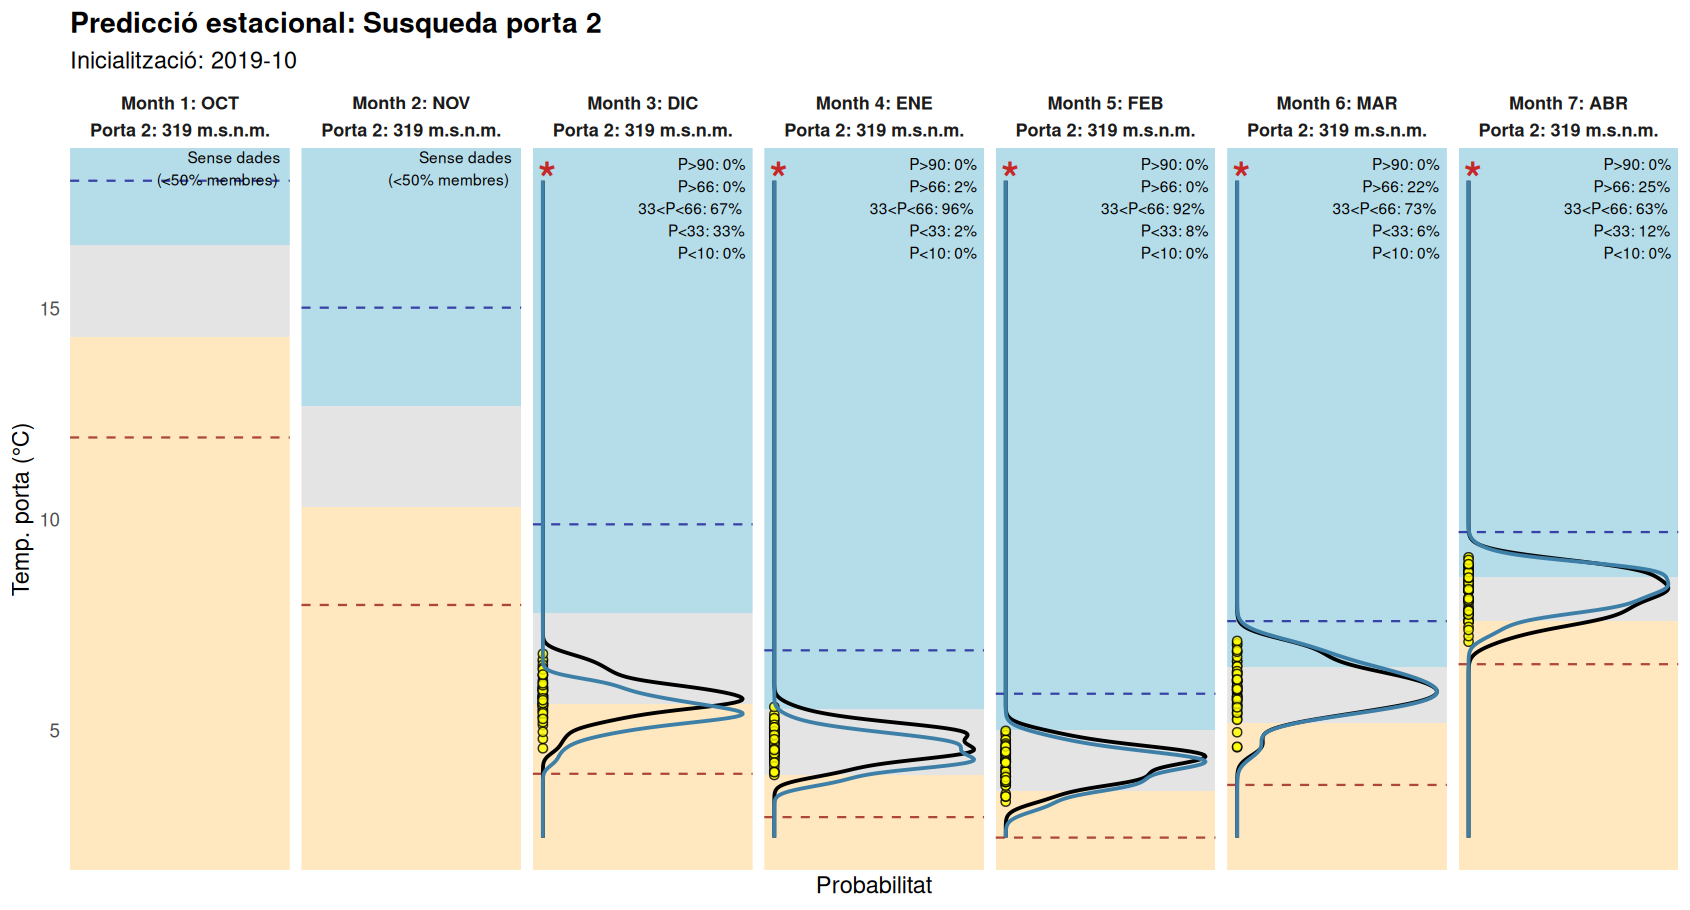 Predicció estacional: Susqueda porta 2
Inicialització: 2019-10
Month 1: OCT
Porta 2: 319 m.s.n.m.
Month 2: NOV
Porta 2: 319 m.s.n.m.
Month 3: DIC
Porta 2: 319 m.s.n.m.
Month 4: ENE
Porta 2: 319 m.s.n.m.
Month 5: FEB
Porta 2: 319 m.s.n.m.
Month 6: MAR
Porta 2: 319 m.s.n.m.
Month 7: ABR
Porta 2: 319 m.s.n.m.
Sense dades
(<50% membres)
Sense dades
(<50% membres)
*
P>90: 0%
P>66: 0%
33<P<66: 67%
P<33: 33%
P<10: 0%
*
P>90: 0%
P>66: 2%
33<P<66: 96%
P<33: 2%
P<10: 0%
*
P>90: 0%
P>66: 0%
33<P<66: 92%
P<33: 8%
P<10: 0%
*
P>90: 0%
P>66: 22%
33<P<66: 73%
P<33: 6%
P<10: 0%
*
P>90: 0%
P>66: 25%
33<P<66: 63%
P<33: 12%
P<10: 0%
15
10
5
Temp. porta (°C)
Probabilitat